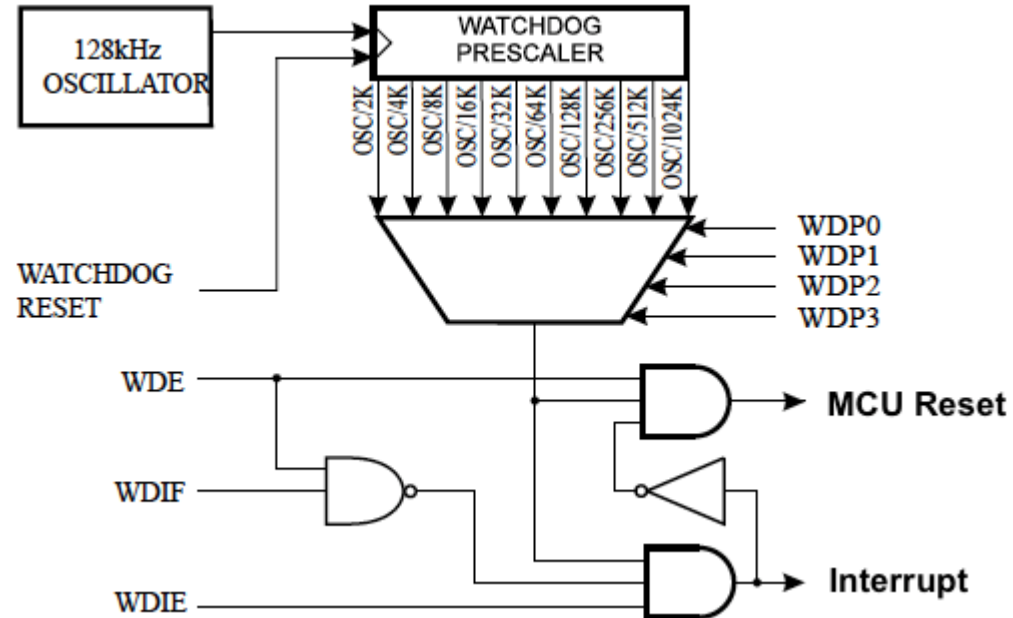 128kHz
OSCILLATOR
WATCHDOG
PRESCALER
OSC/2K
OSC/4K
OSC/8K
OSC/16K
OSC/32K
OSC/64K
OSC/128K
OSC/256K
OSC/512K
OSC/1024K
WDP0
WDP1
WDP2
WDP3
WATCHDOG
RESET
WDE
MCU Reset
WDIF
Interrupt
WDIE